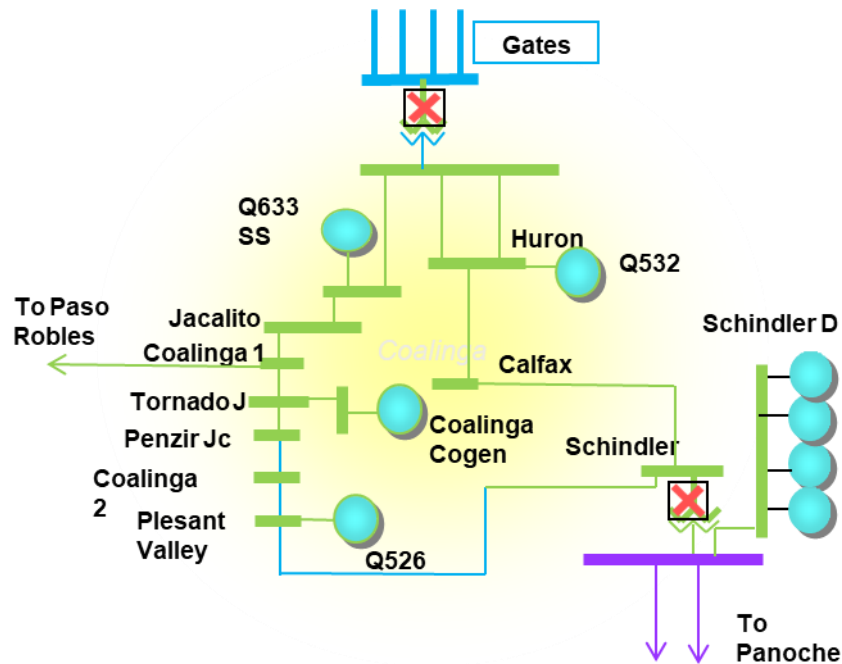 Gates
Q633
SS
Huron
Q532
To Paso
Robles
Jacalito
Schindler D
Coalinga 1
Coalinga
Calfax
Tornado J
Coalinga
Cogen
Penzir Jc
Schindler
Coalinga
2
Plesant
Valley
Q526
To
Panoche